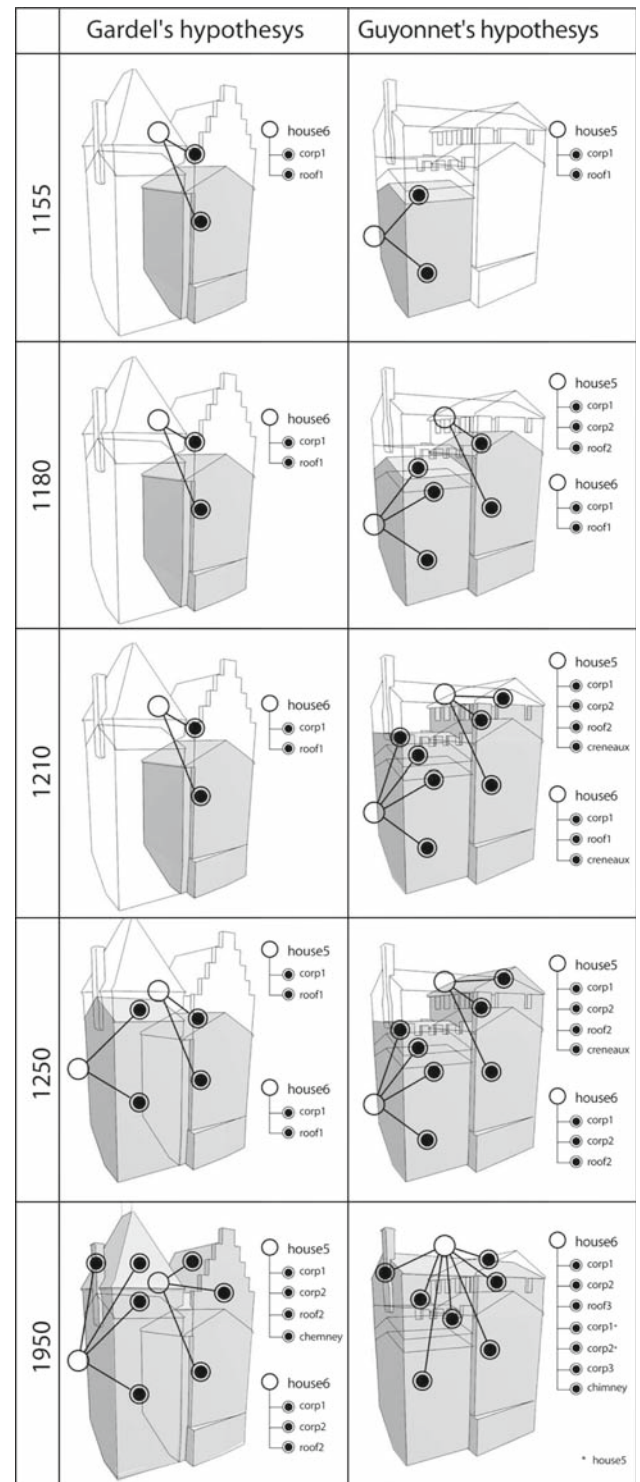 Gardel's hypothesys
Guyonnet's hypothesys
1155
house6
corp1
roof1
house5
corp1
roof1
1180
house6
corp1
roof1
house5
corp1
corp2
roof2
house6
corp1
roof1
1210
house6
corp1
roof1
house5
corp1
corp2
roof2
creneaux
house6
corp1
roof1
creneaux
1250
house5
corp1
roof1
house6
corp1
roof1
house5
corp1
corp2
roof2
creneaux
house6
corp1
corp2
roof2
1950
house5
corp1
corp2
roof2
chemney
house6
corp1
corp2
roof2
house6
corp1
corp2
roof3
corp1*
corp2*
corp3
chimney
* house5